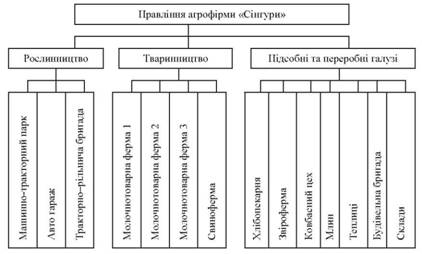 Правління агрофірми «Сінгури»
Рослинництво
Тваринництво
Підсобні та переробні галузі
Машинно-тракторний парк
Авто гараж
Тракторно-рільнича бригада
Молочнотоварна ферма 1
Молочнотоварна ферма 2
Молочнотоварна ферма 3
Свиноферма
Хлібопекарня
Звіроферма
Ковбасний цех
Млин
Теплиці
Будівельна бригада
Склади